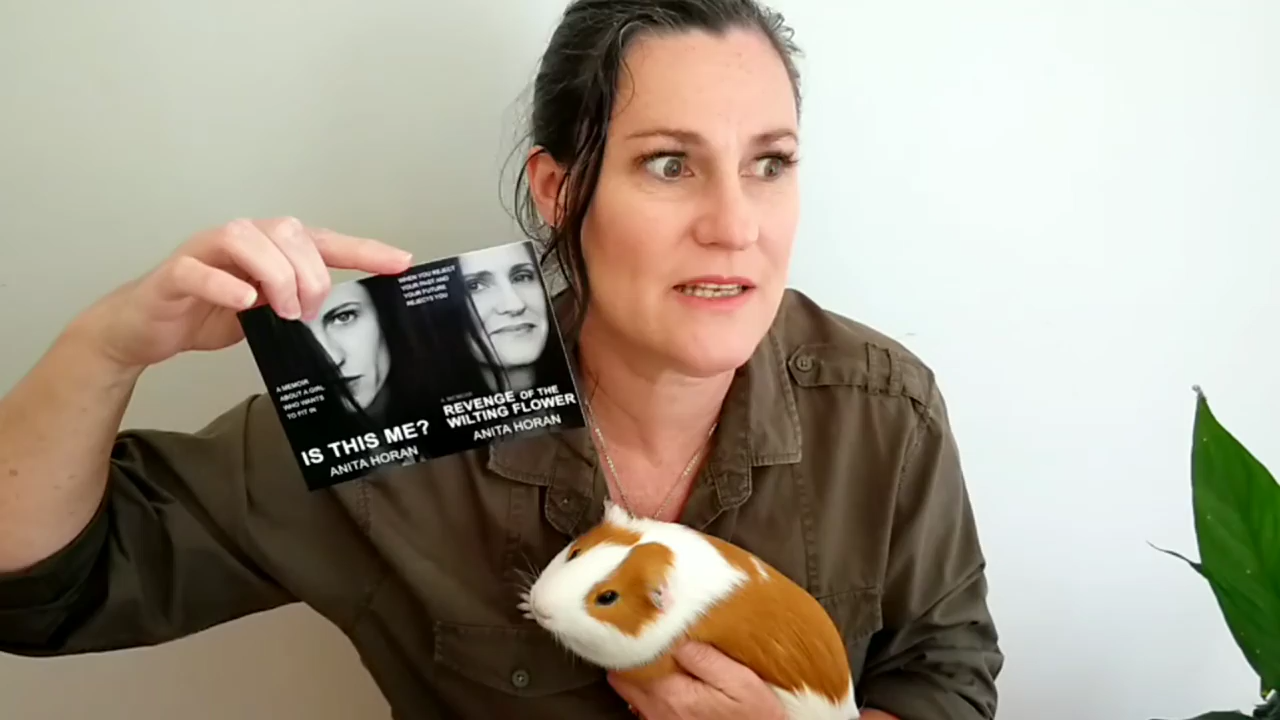 A MEMOIR
ABOUT A GIRL
WHO WANTS
TO FIT IN
IS THIS ME?
ANITA HORAN
WHEN YOU REJECT
YOUR PAST AND
YOUR FUTURE
REJECTS YOU
A MEMOIR
REVENGE OF THE
WILTING FLOWER
ANITA HORAN